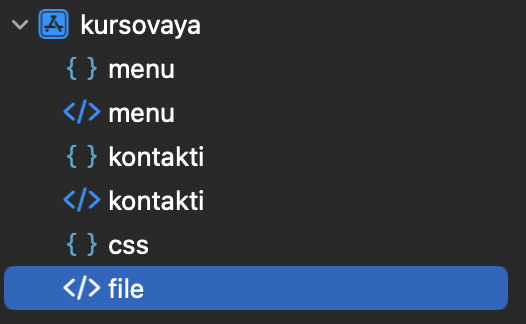 kursovaya
{ } menu
</> menu
{ } kontakti
</> kontakti
{ } css
</> file